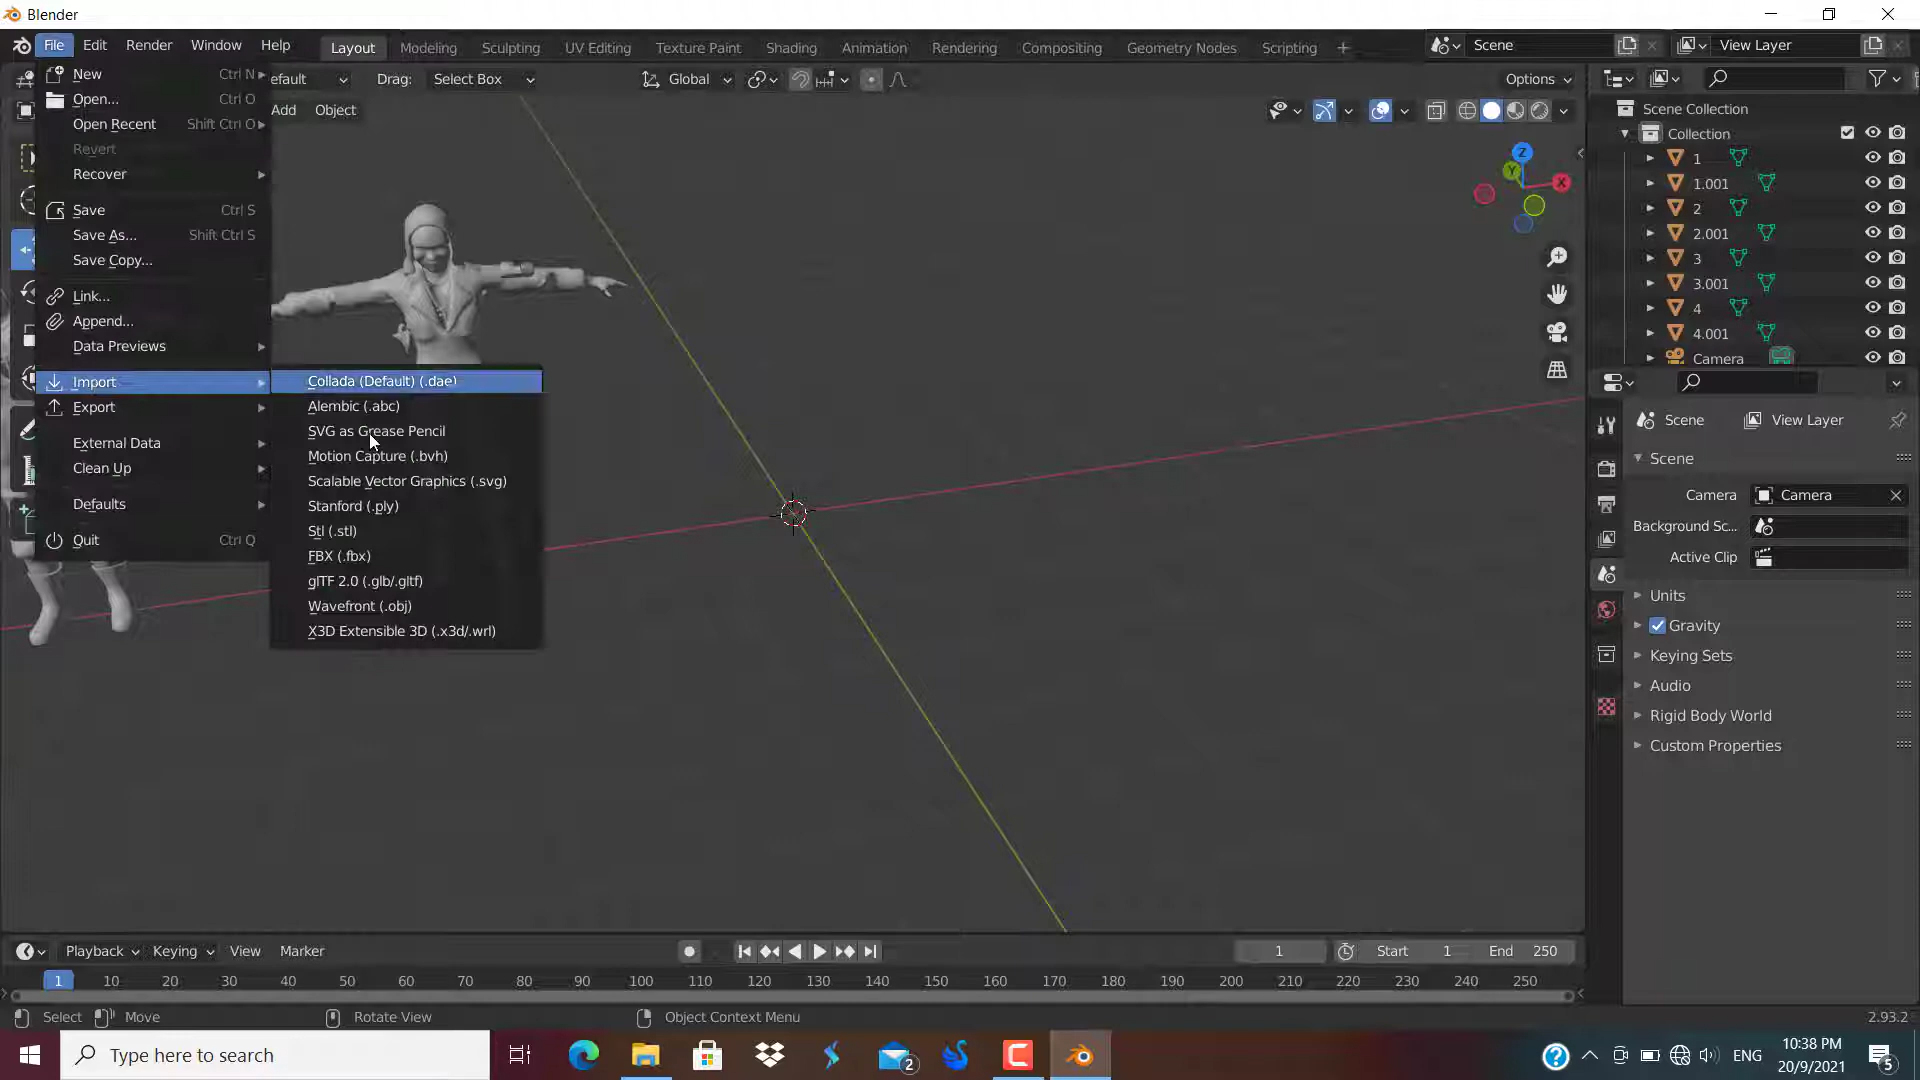 Blender
File Edit Render Window Help Layout Modeling Sculpting UV Editing Texture Paint Shading Animation Rendering Compositing Geometry Nodes Scripting + Scene View Layer
efault Drag: Select Box Global Options
Add Object
New Ctrl N
Open... Ctrl O
Open Recent Shift Ctrl O
Revert
Recover
Save Ctrl S
Save As... Shift Ctrl S
Save Copy...
Link...
Append...
Data Previews
Import
Export
External Data
Clean Up
Defaults
Quit Ctrl Q
Collada (Default) (.dae)
Alembic (.abc)
SVG as Grease Pencil
Motion Capture (.bvh)
Scalable Vector Graphics (.svg)
Stanford (.ply)
Stl (.stl)
FBX (.fbx)
glTF 2.0 (.glb/.gltf)
Wavefront (.obj)
X3D Extensible 3D (.x3d/.wrl)
Z
Y
X
Scene Collection
Collection
1
1.001
2
2.001
3
3.001
4
4.001
Camera
Scene View Layer
Scene
Camera Camera
Background Sc...
Active Clip
Units
Gravity
Keying Sets
Audio
Rigid Body World
Custom Properties
Playback Keying View Marker 1 Start 1 End 250
1 10 20 30 40 50 60 70 80 90 100 110 120 130 140 150 160 170 180 190 200 210 220 230 240 250
Select Move Rotate View Object Context Menu 2.93.2
Type here to search 2 ENG 10:38 PM
20/9/2021 5